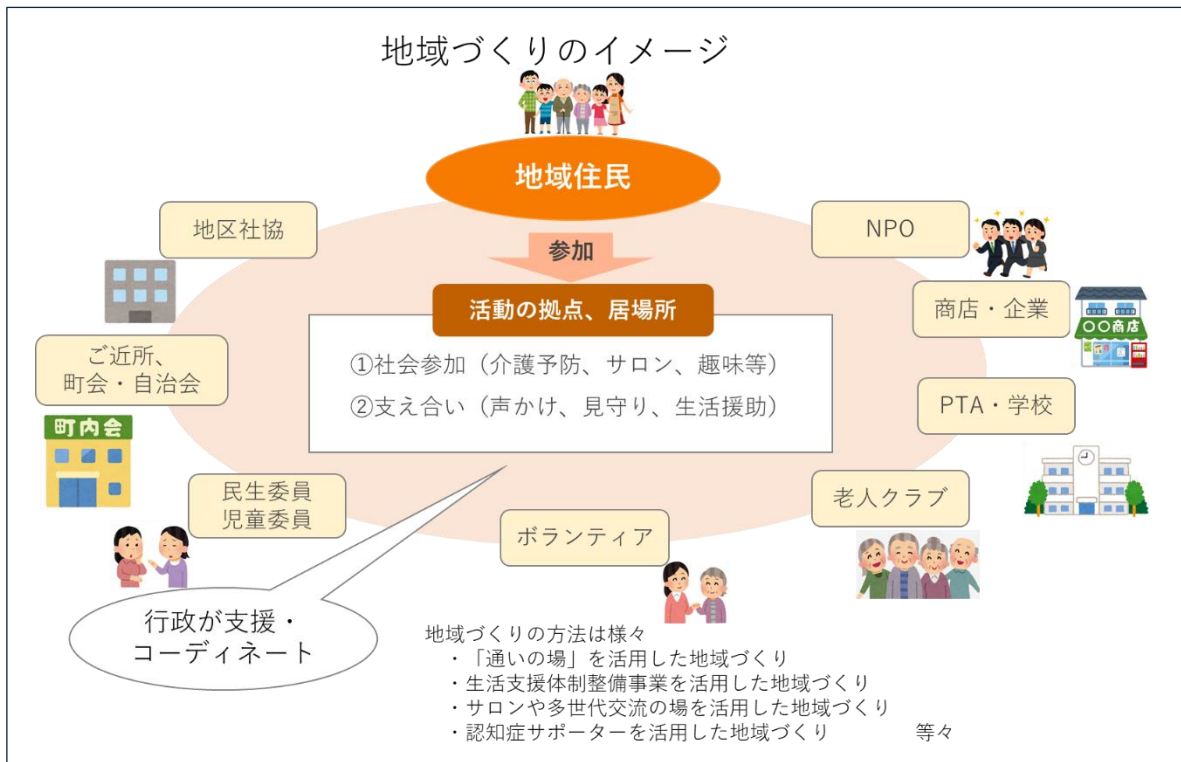 地域づくりのイメージ
地域住民
地区社協
NPO
参加
活動の拠点、居場所
商店・企業
〇〇商店
①社会参加（介護予防、サロン、趣味等）
②支え合い（声かけ、見守り、生活援助）
ご近所、
町会・自治会
町内会
PTA・学校
民生委員
児童委員
老人クラブ
ボランティア
行政が支援・
コーディネート
地域づくりの方法は様々
・「通いの場」を活用した地域づくり
・生活支援体制整備事業を活用した地域づくり
・サロンや多世代交流の場を活用した地域づくり
・認知症サポーターを活用した地域づくり　　　　等々